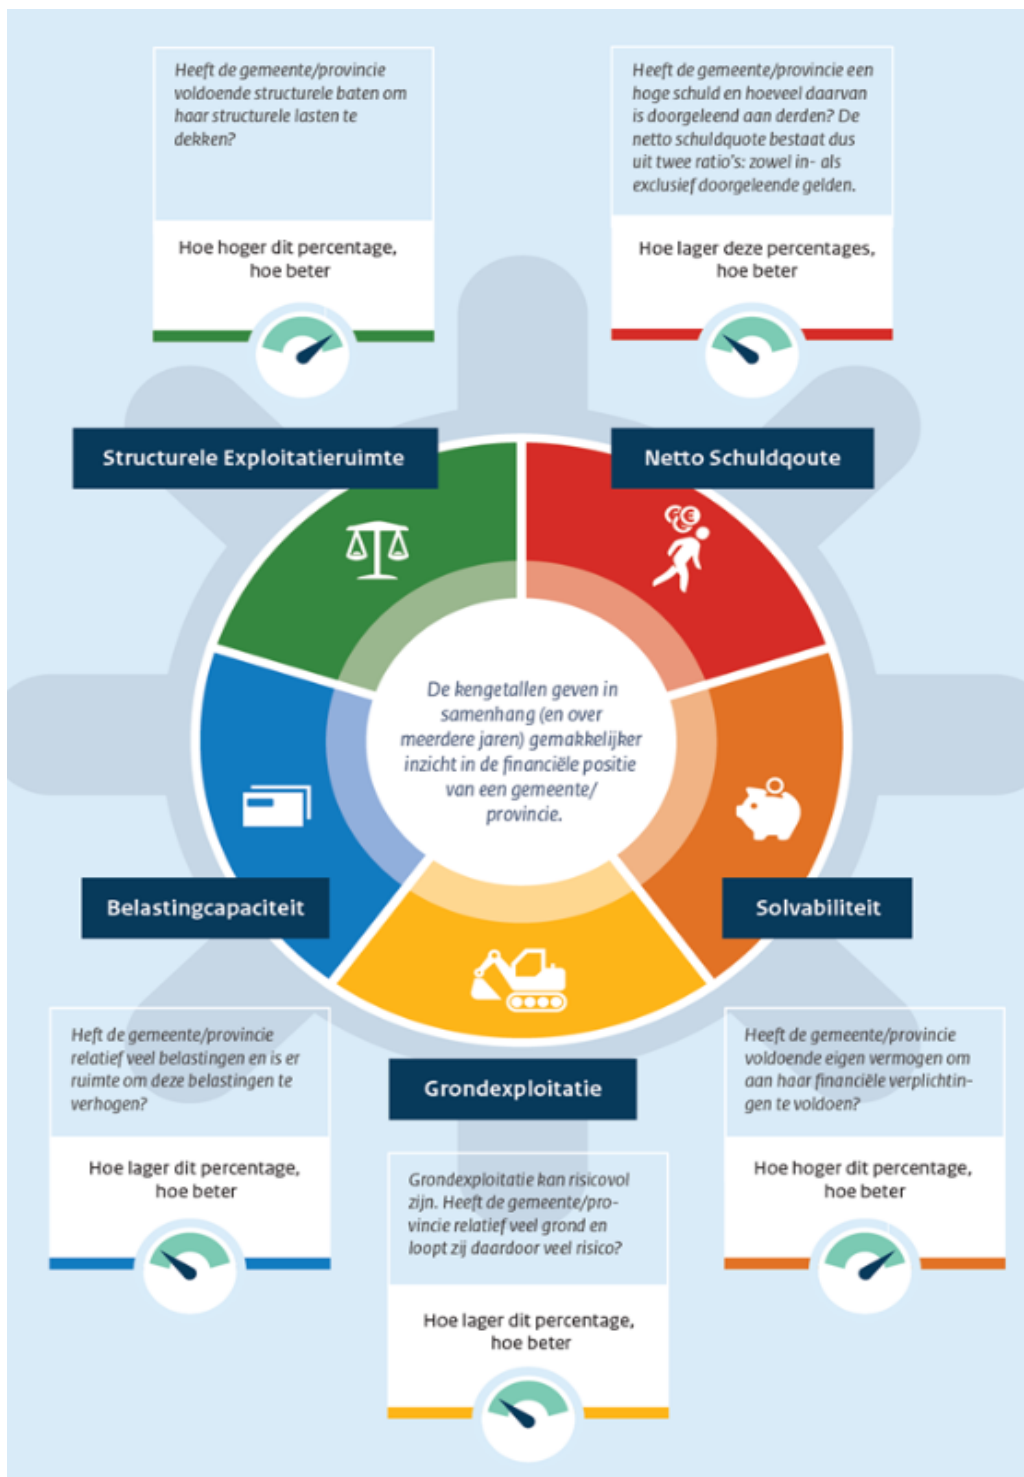 Heeft de gemeente/provincie
voldoende structurele baten om
haar structurele lasten te
dekken?
Hoe hoger dit percentage,
hoe beter
Structurele Exploitatieruimte
Heeft de gemeente/provincie een
hoge schuld en hoeveel daarvan
is doorgeleend aan derden? De
netto schuldquote bestaat dus
uit twee ratio's: zowel in- als
exclusief doorgeleende gelden.
Hoe lager deze percentages,
hoe beter
Netto Schuldqoute
€
De kengetallen geven in
samenhang (en over
meerdere jaren) gemakkelijker
inzicht in de financiële positie
van een gemeente/
provincie.
Belastingcapaciteit
Heft de gemeente/provincie
relatief veel belastingen en is er
ruimte om deze belastingen te
verhogen?
Hoe lager dit percentage,
hoe beter
Grondexploitatie
Grondexploitatie kan risicovol
zijn. Heeft de gemeente/pro-
vincie relatief veel grond en
loopt zij daardoor veel risico?
Hoe lager dit percentage,
hoe beter
Solvabiliteit
Heeft de gemeente/provincie
voldoende eigen vermogen om
aan haar financiële verplichtin-
gen te voldoen?
Hoe hoger dit percentage,
hoe beter